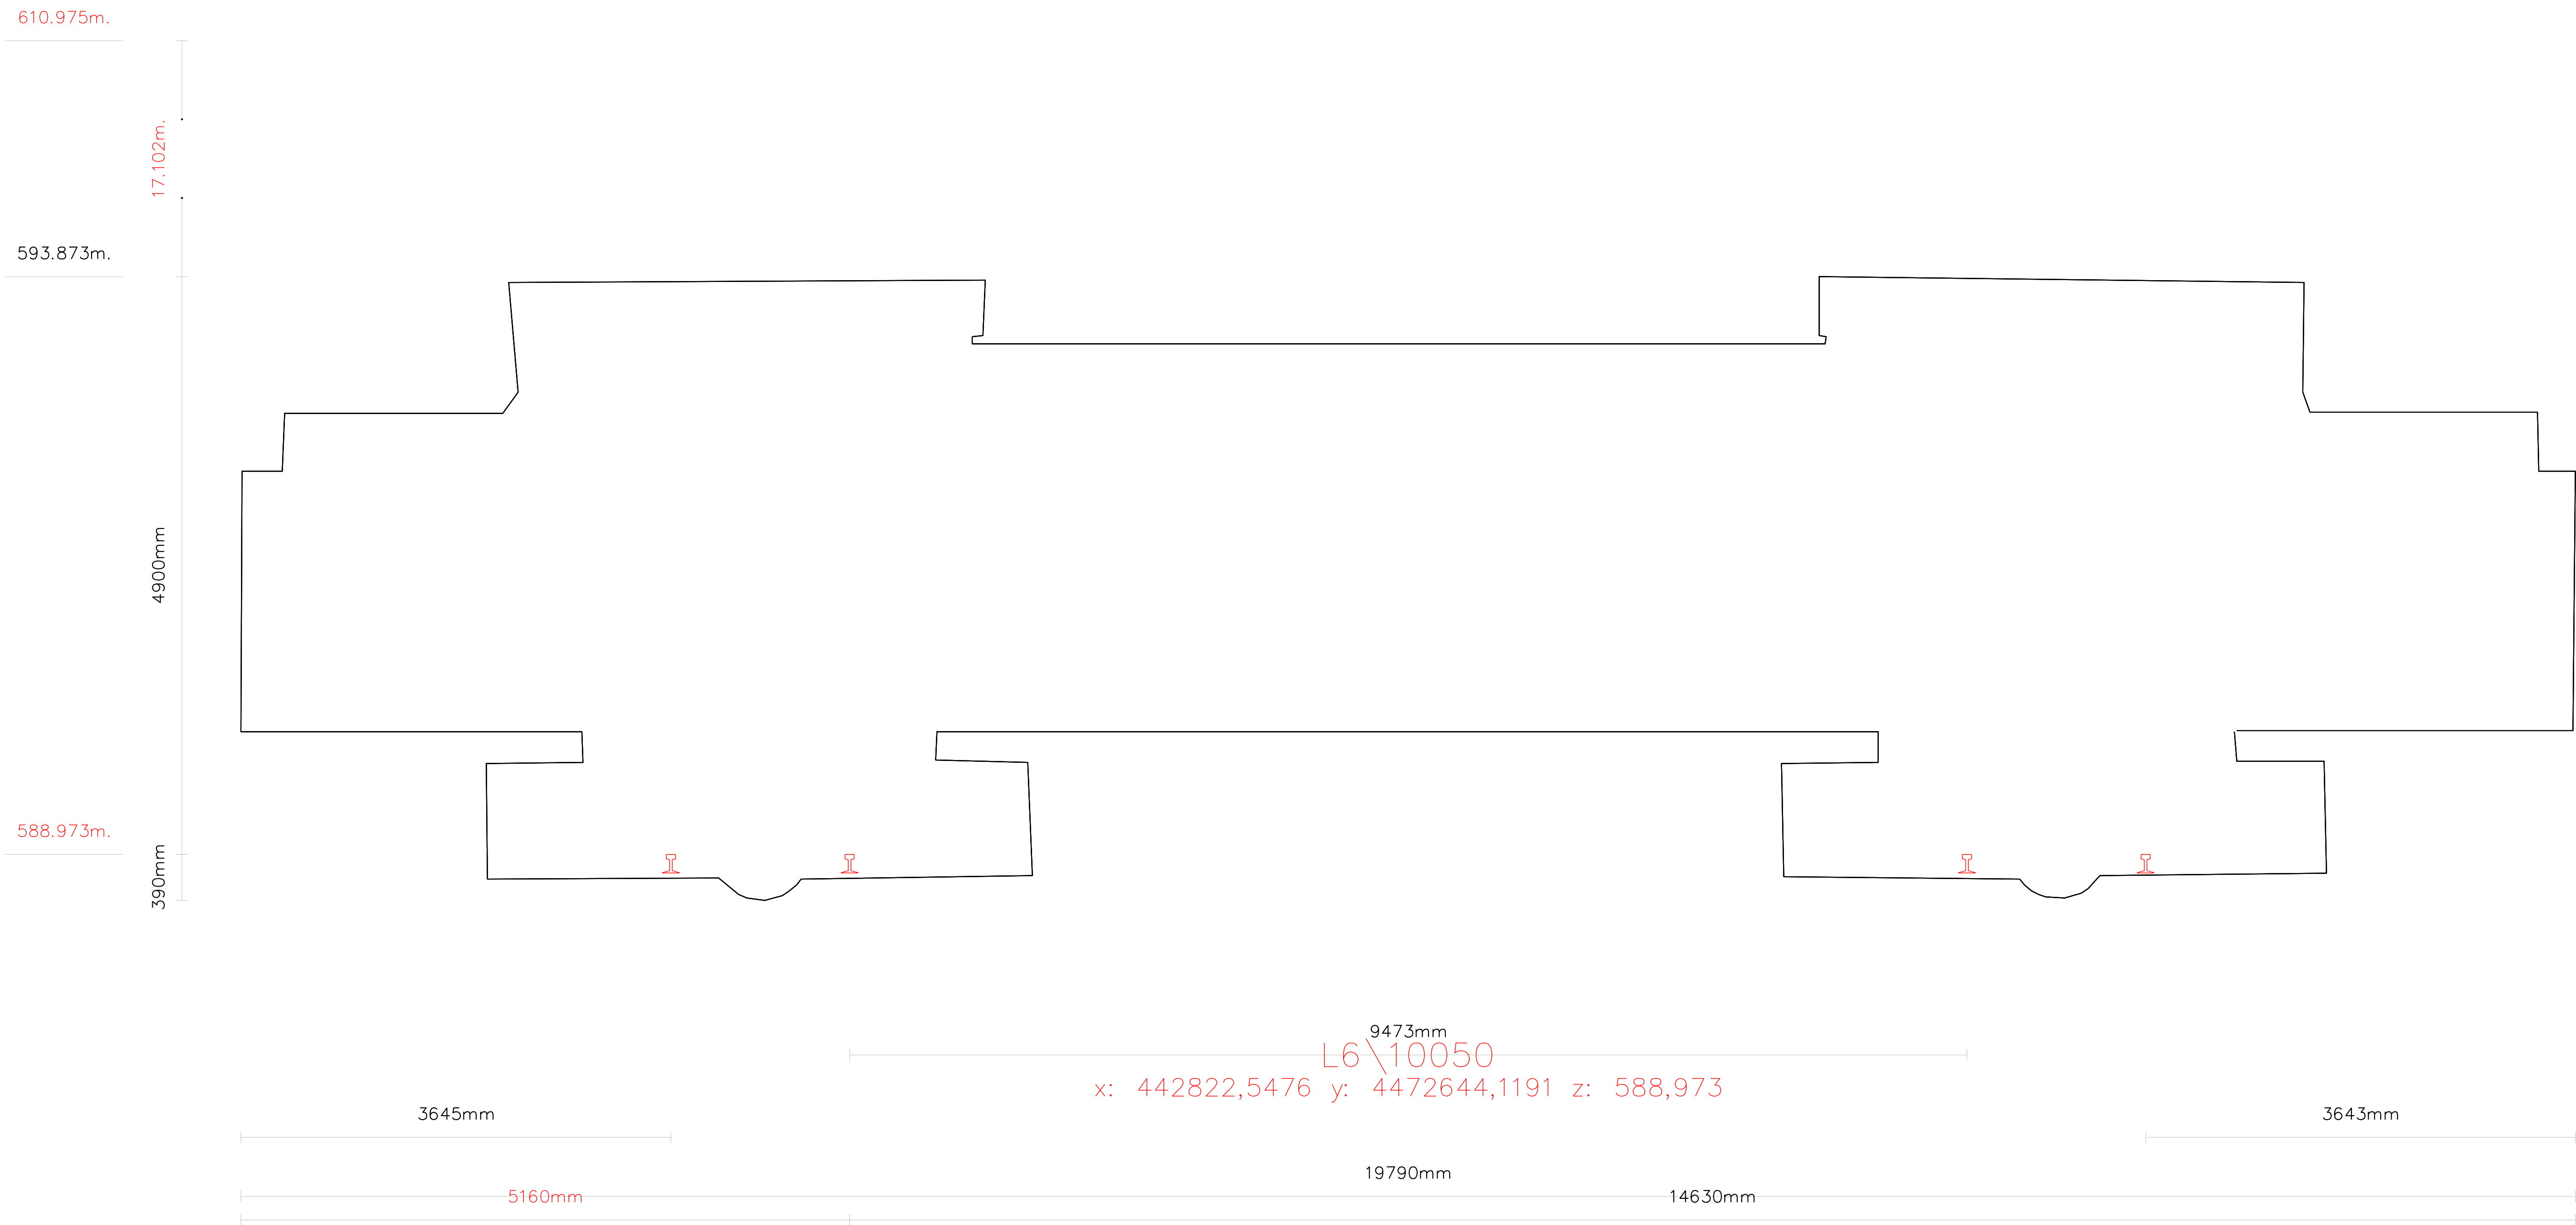 610.975m.
17.102m.
593.873m.
4900mm
588.973m.
390mm
9473mm
L6\10050
x: 442822,5476 y: 4472644,1191 z: 588,973
3645mm
3643mm
19790mm
5160mm
14630mm